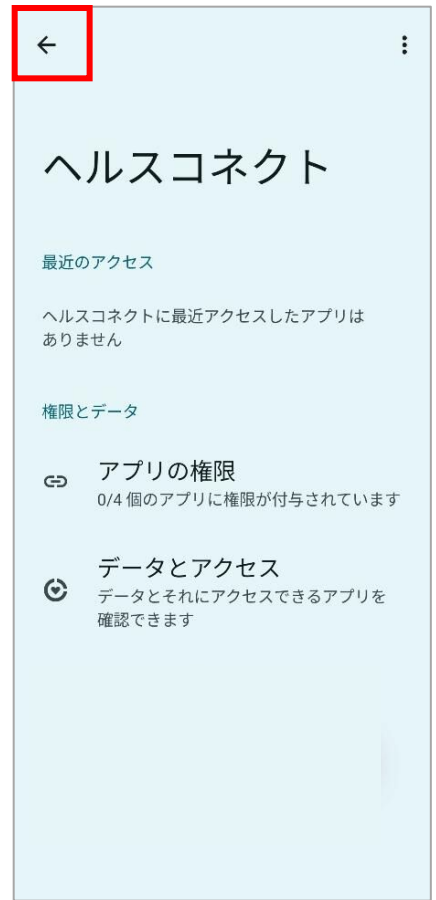 ヘルスコネクト
最近のアクセス
ヘルスコネクトに最近アクセスしたアプリは
ありません
権限とデータ
アプリの権限
0/4 個のアプリに権限が付与されています
データとアクセス
データとそれにアクセスできるアプリを
確認できます